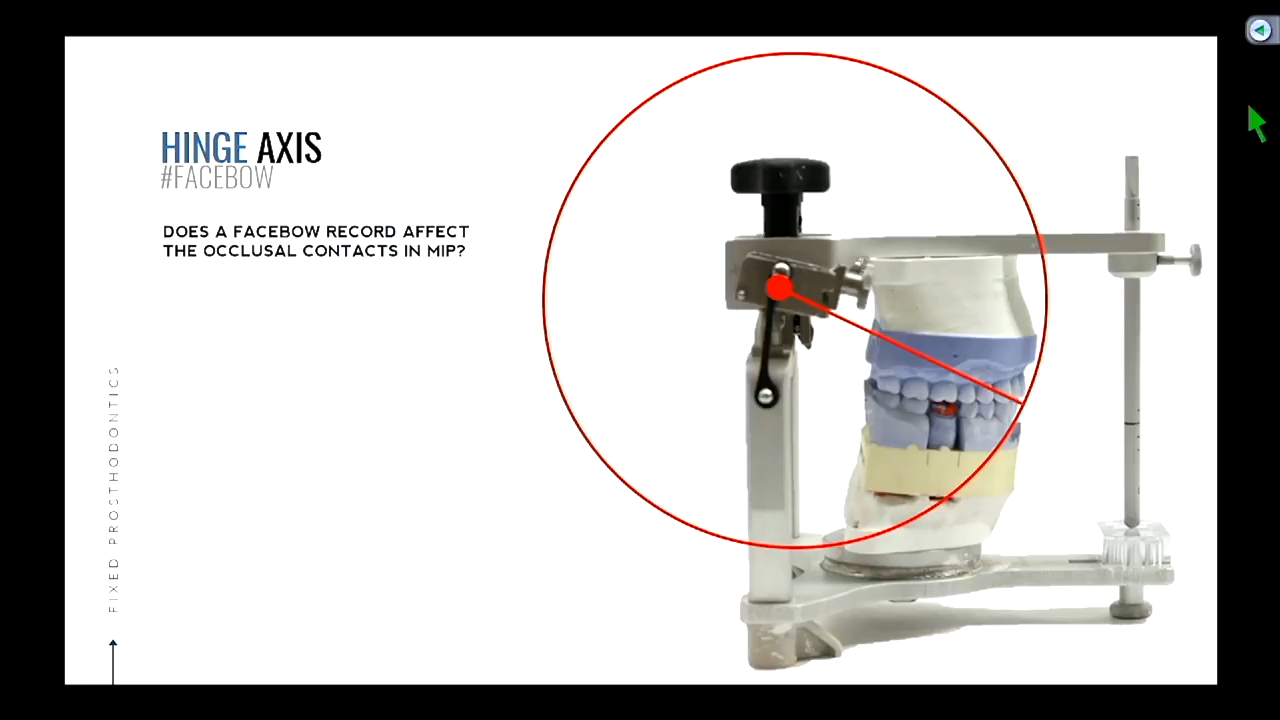 HINGE AXIS
#FACEBOW
DOES A FACEBOW RECORD AFFECT
THE OCCLUSAL CONTACTS IN MIP?
FIXED PROSTHODONTICS